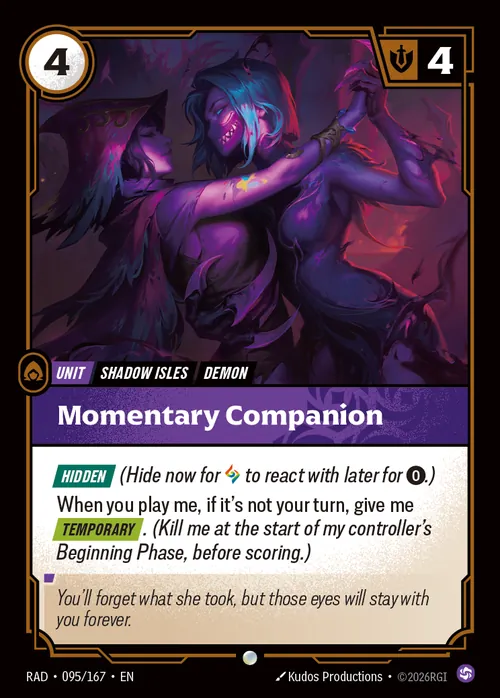 4
4
UNIT SHADOW ISLES DEMON
Momentary Companion
HIDDEN (Hide now for to react with later for 0.)
When you play me, if it's not your turn, give me
TEMPORARY. (Kill me at the start of my controller's
Beginning Phase, before scoring.)
You'll forget what she took, but those eyes will stay with
you forever.
RAD • 095/167 • EN
Kudos Productions • ©2026RGI